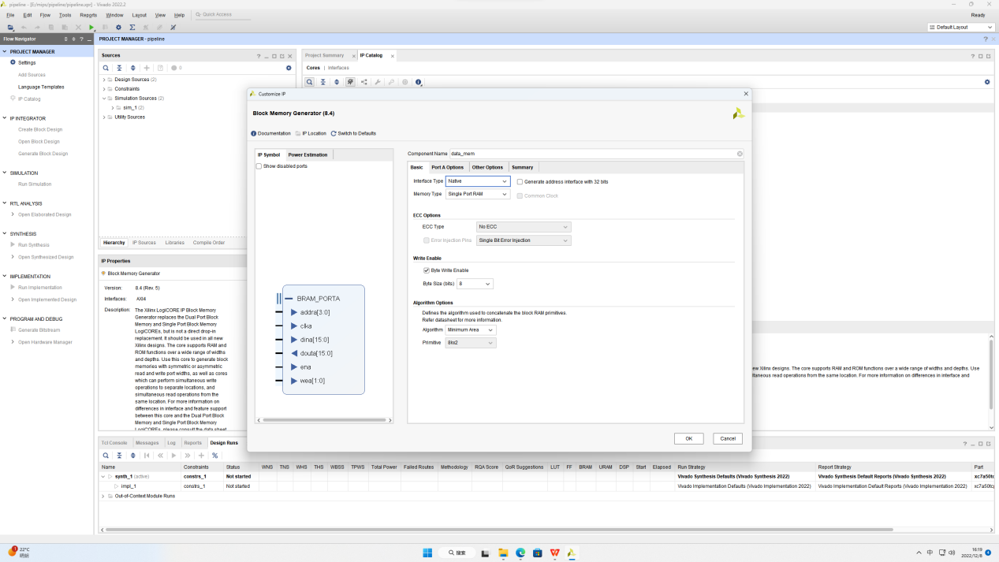 pipeline - [E:/mips/pipeline/pipeline.xpr] - Vivado 2022.2
File Edit Flow Tools Reports Window Layout View Help Quick Access
Ready
Default Layout
Flow Navigator
PROJECT MANAGER - pipeline
PROJECT MANAGER
Settings
Add Sources
Language Templates
IP Catalog
IP INTEGRATOR
Create Block Design
Open Block Design
Generate Block Design
SIMULATION
Run Simulation
RTL ANALYSIS
Open Elaborated Design
SYNTHESIS
Run Synthesis
Open Synthesized Design
IMPLEMENTATION
Run Implementation
Open Implemented Design
PROGRAM AND DEBUG
Generate Bitstream
Open Hardware Manager
Sources
0
Design Sources (2)
Constraints
Simulation Sources (2)
sim_1 (2)
Utility Sources
Hierarchy IP Sources Libraries Compile Order
IP Properties
Block Memory Generator
Version: 8.4 (Rev. 5)
Interfaces: AXI4
Description: The Xilinx LogiCORE IP Block Memory
Generator replaces the Dual Port Block
Memory and Single Port Block Memory
LogiCOREs, but is not a direct drop-in
replacement. It should be used in all new
Xilinx designs. The core supports RAM and
ROM functions over a wide range of widths
and depths. Use this core to generate block
memories with symmetric or asymmetric
read and write port widths, as well as cores
which can perform simultaneous write
operations to separate locations, and
simultaneous read operations from the
same location. For more information on
differences in interface and feature support
between this core and the Dual Port Block
Memory and Single Port Block Memory
LogiCOREs, please consult the data sheet
Project Summary IP Catalog
Cores Interfaces
Customize IP
Block Memory Generator (8.4)
Documentation IP Location Switch to Defaults
IP Symbol Power Estimation
Show disabled ports
BRAM_PORTA
addra[3:0]
clka
dina[15:0]
douta[15:0]
ena
wea[1:0]
Component Name data_mem
Basic Port A Options Other Options Summary
Interface Type Native Generate address interface with 32 bits
Memory Type Single Port RAM Common Clock
ECC Options
ECC Type No ECC
Error Injection Pins Single Bit Error Injection
Write Enable
Byte Write Enable
Byte Size (bits) 8
Algorithm Options
Defines the algorithm used to concatenate the block RAM primitives.
Refer datasheet for more information.
Algorithm Minimum Area
Primitive 8kx2
OK Cancel
ew Xilinx designs. The core supports RAM and ROM functions over a wide range of widths and depths. Use
ltaneous read operations from the same location. For more information on differences in interface and
Tcl Console Messages Log Reports Design Runs
Name Constraints Status WNS TNS WHS THS WBSS TPWS Total Power Failed Routes Methodology RQA Score QoR Suggestions LUT FF BRAM URAM DSP Start Elapsed Run Strategy Report Strategy Part
synth_1 (active) constrs_1 Not started Vivado Synthesis Defaults (Vivado Synthesis 2022) Vivado Synthesis Default Reports (Vivado Synthesis 2022) xc7a50tc
impl_1 constrs_1 Not started Vivado Implementation Defaults (Vivado Implementation 2022) Vivado Implementation Default Reports (Vivado Implementation 2022) xc7a50tcp
Out-of-Context Module Runs
1
22°C
晴朗
搜索
中
16:19
2022/12/8